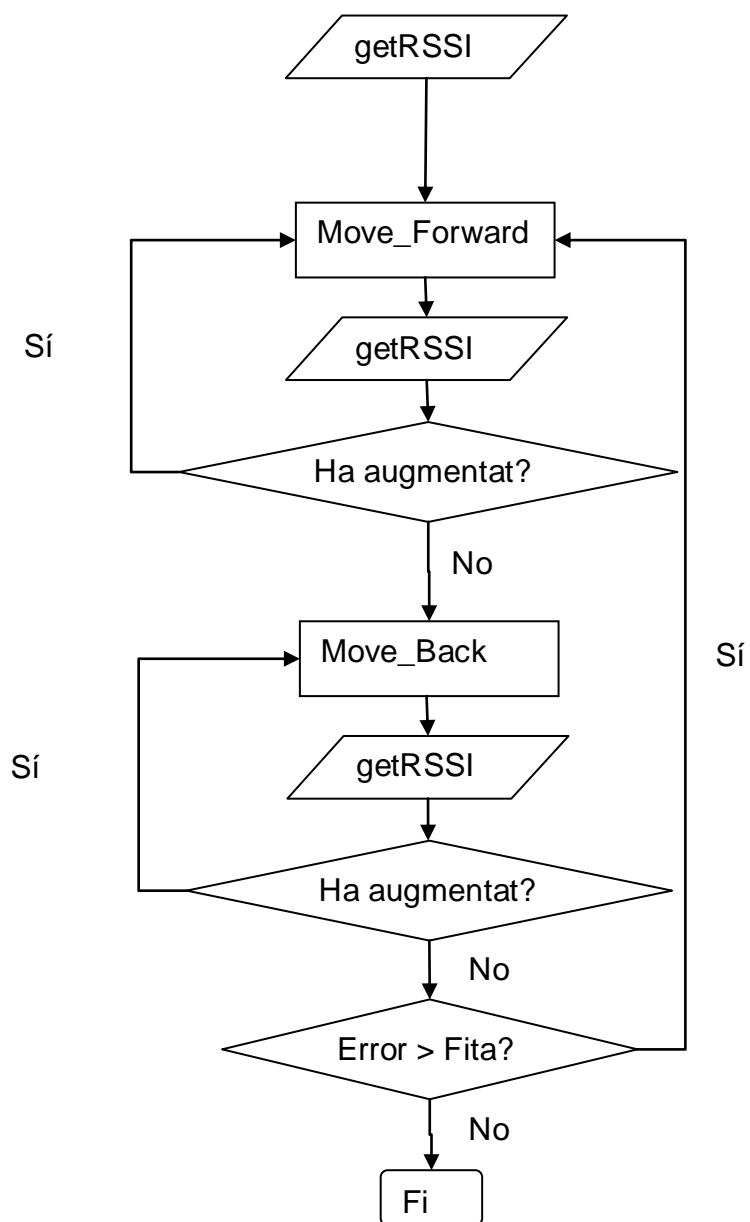 getRSSI
Move_Forward
Sí
getRSSI
Ha augmentat?
No
Move_Back
Sí
Sí
getRSSI
Ha augmentat?
No
Error > Fita?
No
Fi